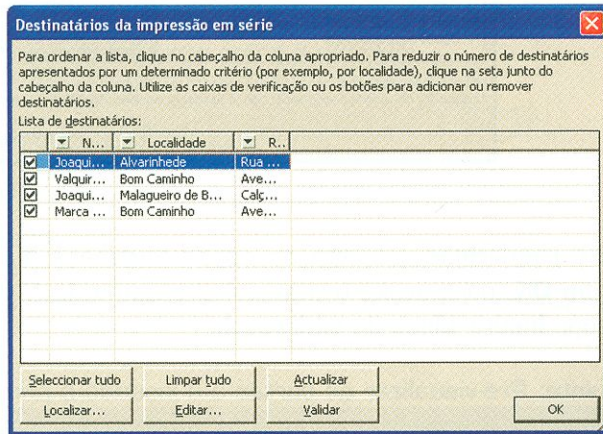 Destinatários da impressão em série
Para ordenar a lista, clique no cabeçalho da coluna apropriado. Para reduzir o número de destinatários
apresentados por um determinado critério (por exemplo, por localidade), clique na seta junto do
cabeçalho da coluna. Utilize as caixas de verificação ou os botões para adicionar ou remover
destinatários.
Lista de destinatários:
N... Localidade R...
Joaqui... Alvarinhede Rua ...
Valquir... Bom Caminho Ave...
Joaqui... Malagueiro de B... Calç...
Marca ... Bom Caminho Ave...
Seleccionar tudo Limpar tudo Actualizar
Localizar... Editar... Validar OK